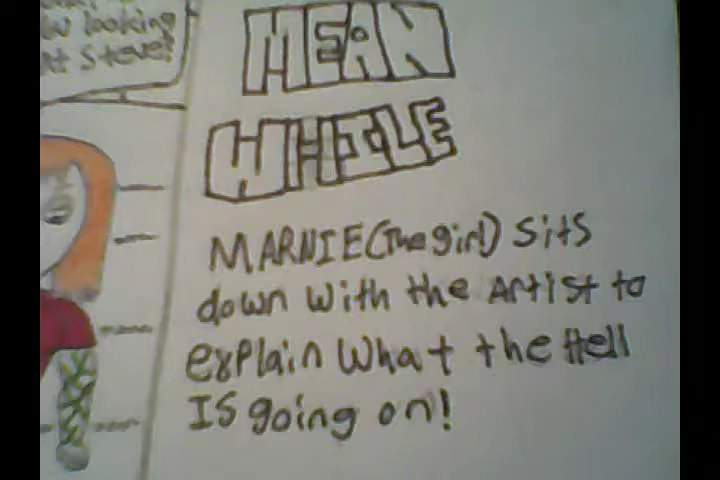 looking
at Steve!
MEAN
WHILE
MARNIE(The girl) sits
down with the Artist to
explain what the Hell
IS going on!